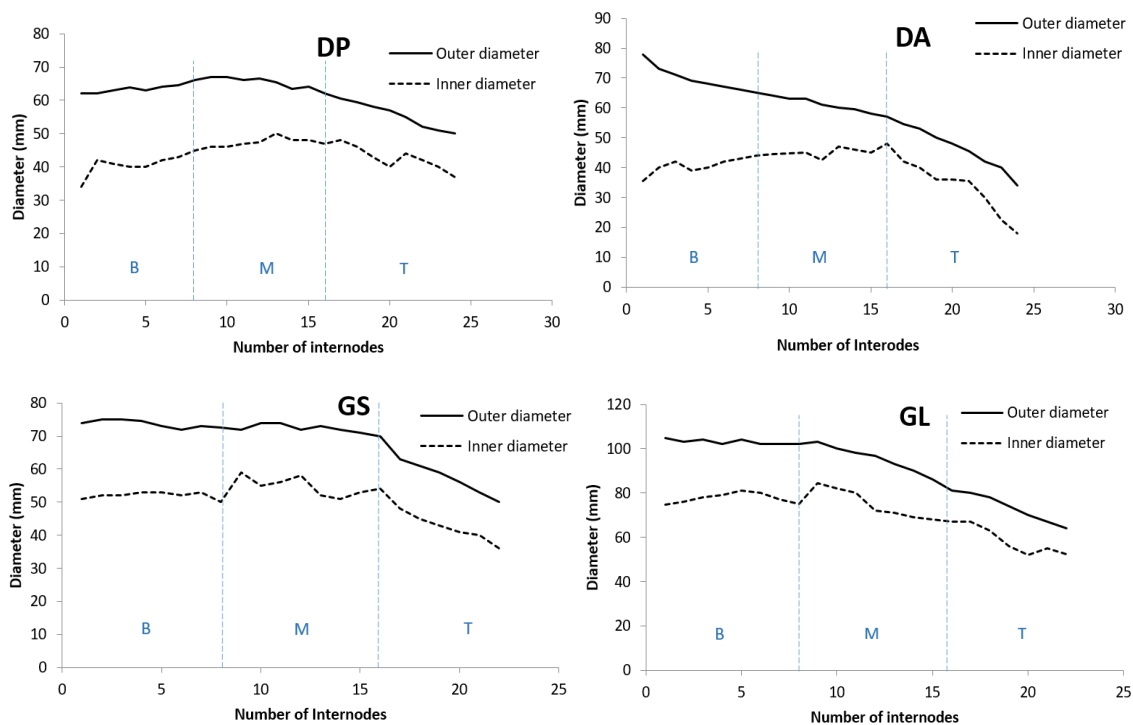 DP
Outer diameter
Inner diameter
Diameter (mm)
80
70
60
50
40
30
20
10
0
B M T
0 5 10 15 20 25 30
Number of internodes
DA
Outer diameter
Inner diameter
Diameter (mm)
90
80
70
60
50
40
30
20
10
0
B M T
0 5 10 15 20 25 30
Number of Interodes
GS
Outer diameter
Inner diameter
Diameter (mm)
80
70
60
50
40
30
20
10
0
B M T
0 5 10 15 20 25
Number of Internodes
GL
Outer diameter
Inner diameter
Diameter (mm)
120
100
80
60
40
20
0
B M T
0 5 10 15 20 25
Number of internodes